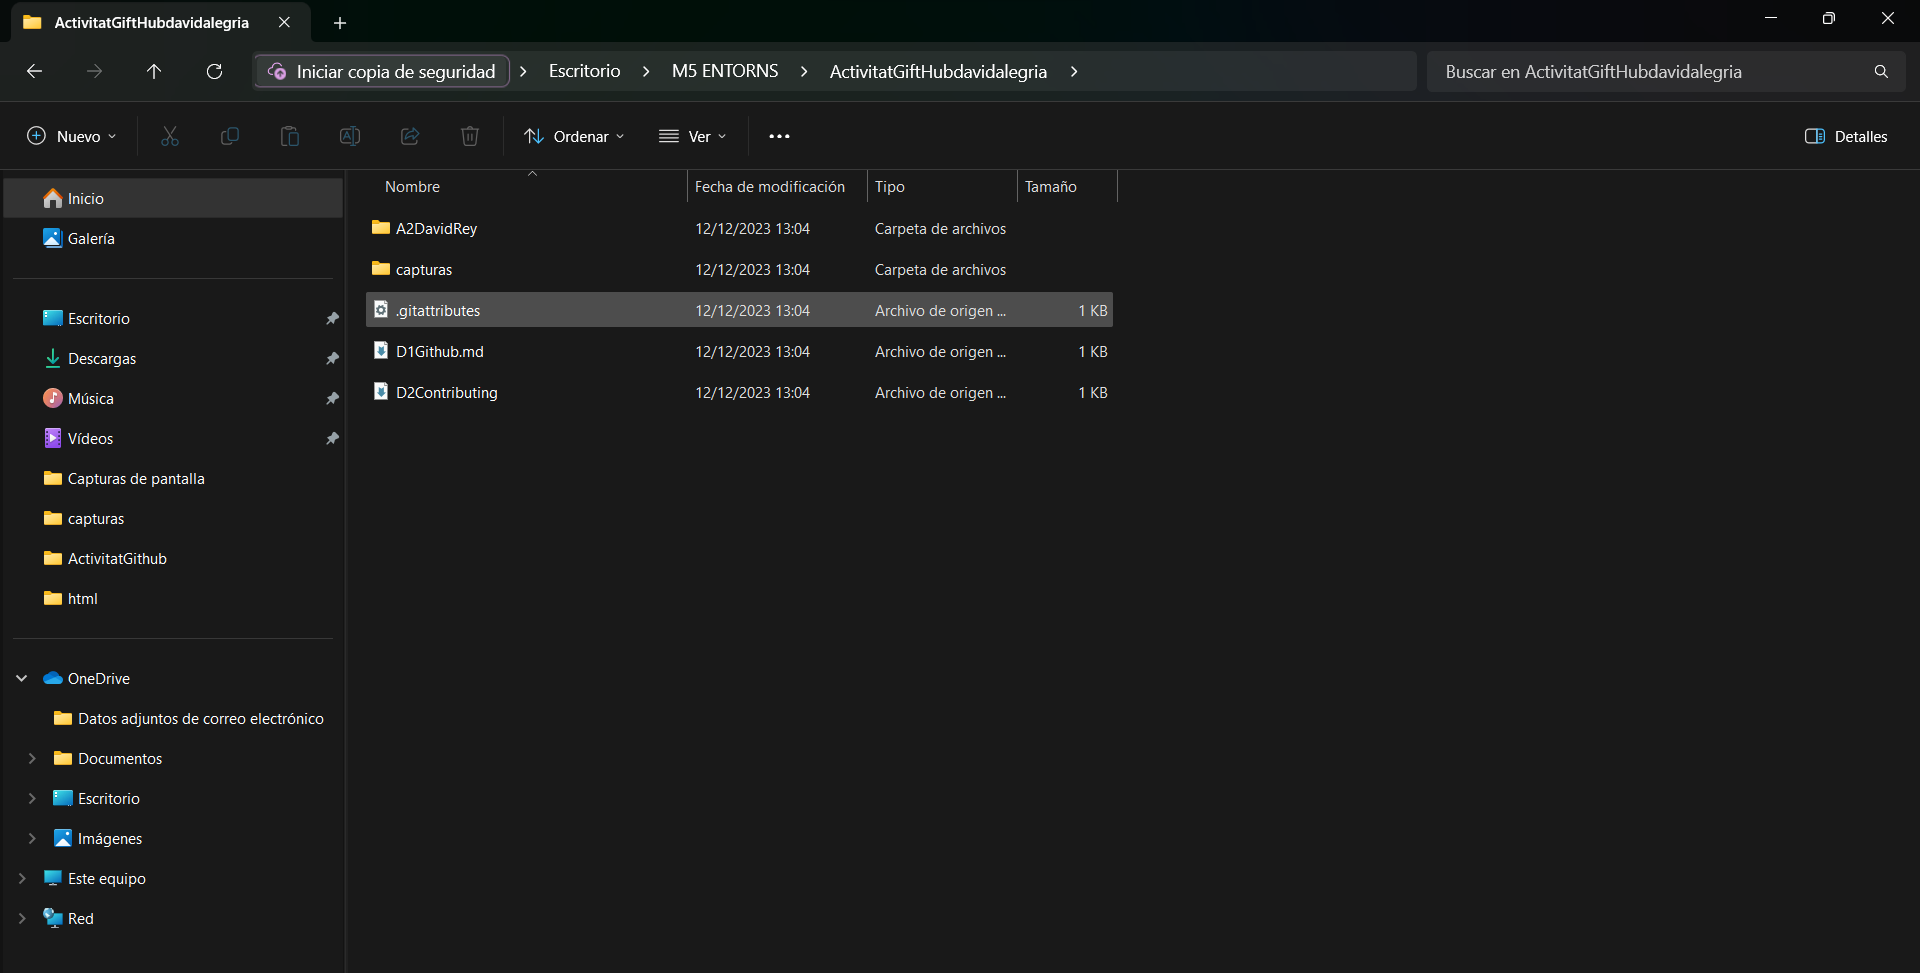 ActivitatGiftHubdavidalegria
Iniciar copia de seguridad > Escritorio > M5 ENTORNS > ActivitatGiftHubdavidalegria >
Buscar en ActivitatGiftHubdavidalegria
Nuevo
Ordenar
Ver
Detalles
Inicio
Galería
Escritorio
Descargas
Música
Vídeos
Capturas de pantalla
capturas
ActivitatGithub
html
OneDrive
Datos adjuntos de correo electrónico
Documentos
Escritorio
Imágenes
Este equipo
Red
Nombre Fecha de modificación Tipo Tamaño
A2DavidRey 12/12/2023 13:04 Carpeta de archivos
capturas 12/12/2023 13:04 Carpeta de archivos
.gitattributes 12/12/2023 13:04 Archivo de origen ... 1 KB
D1Github.md 12/12/2023 13:04 Archivo de origen ... 1 KB
D2Contributing 12/12/2023 13:04 Archivo de origen ... 1 KB